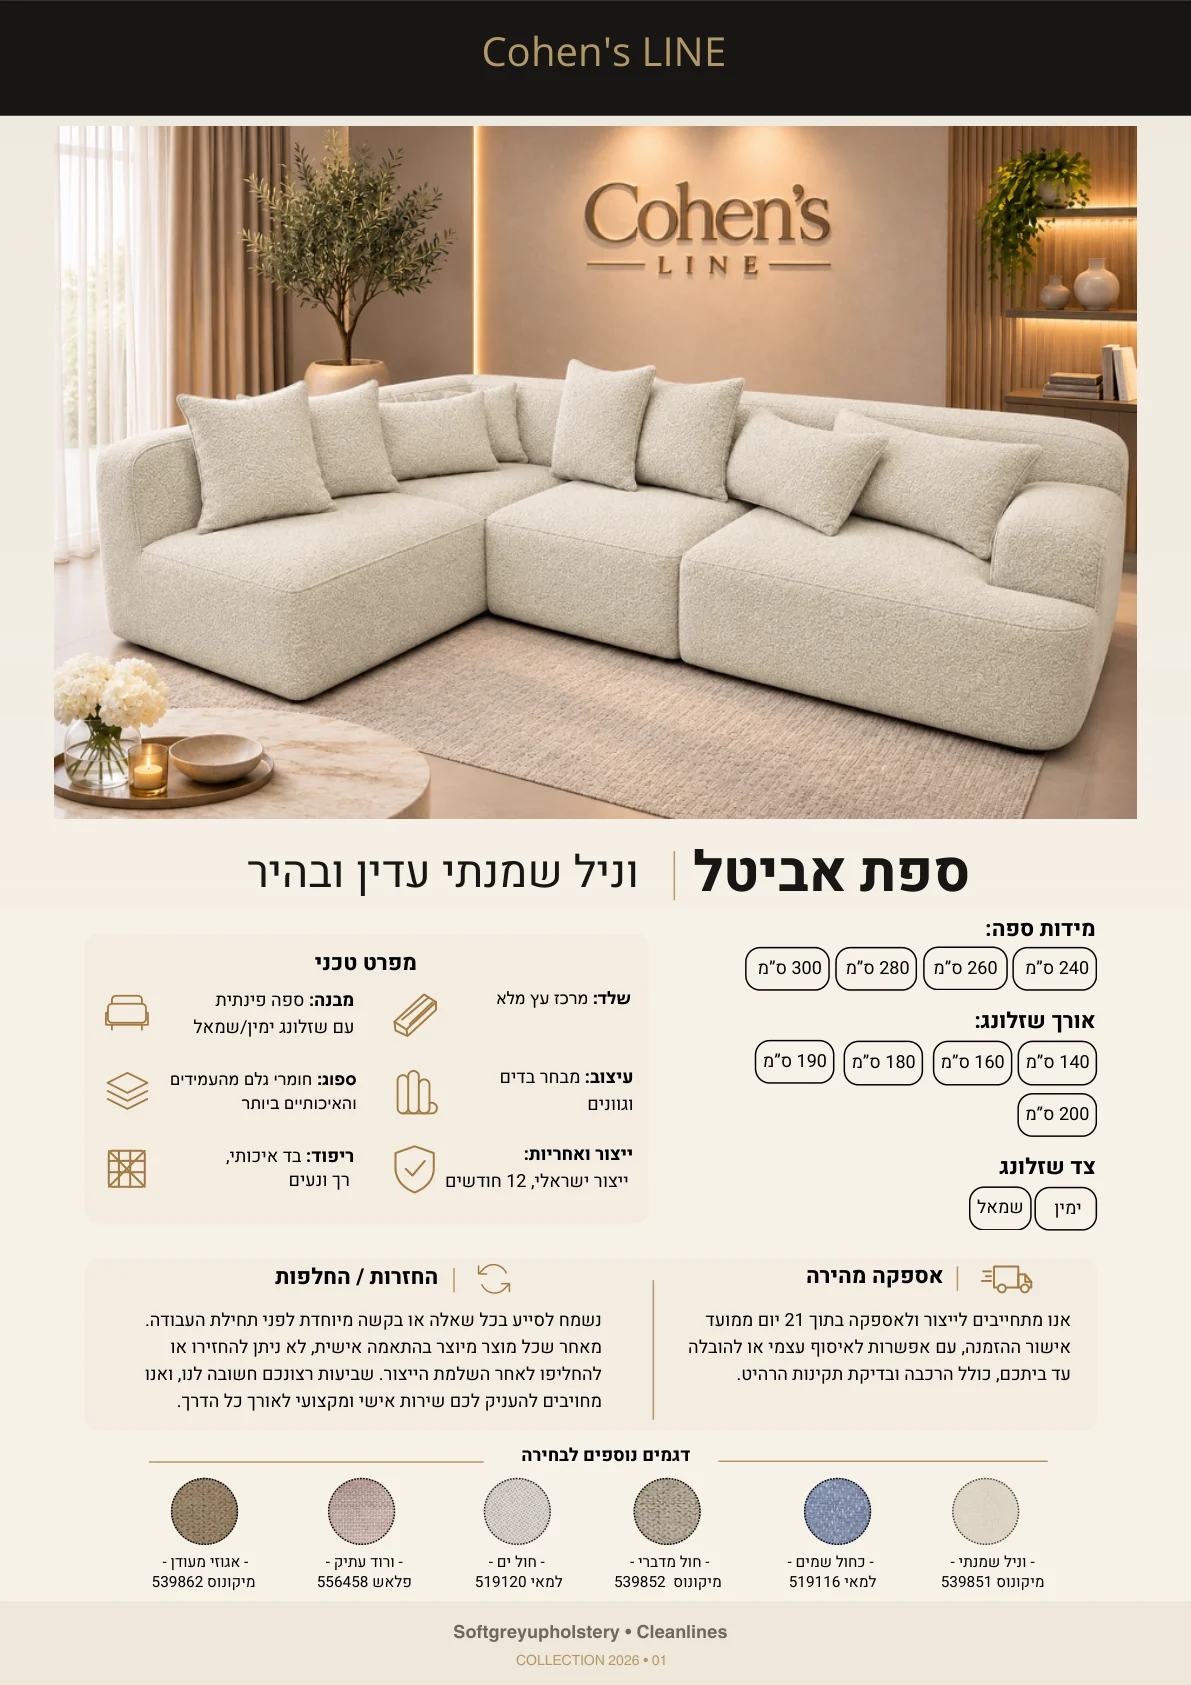 Cohen's LINE
Cohen's
LINE
ספת אביטל | וניל שמנתי עדין ובהיר
מידות ספה:
240 ס”מ
260 ס”מ
280 ס”מ
300 ס”מ
אורך שזלונג:
140 ס”מ
160 ס”מ
180 ס”מ
190 ס”מ
200 ס”מ
צד שזלונג
ימין
שמאל
מפרט טכני
שלד: מרכז עץ מלא
מבנה: ספה פינתית
עם שזלונג ימין/שמאל
עיצוב: מבחר בדים
וגוונים
ספוג: חומרי גלם מהעמידים
והאיכותיים ביותר
ייצור ואחריות:
ייצור ישראלי, 12 חודשים
ריפוד: בד איכותי,
רך ונעים
אספקה מהירה
אנו מתחייבים לייצור ולאספקה בתוך 21 יום ממועד
אישור ההזמנה, עם אפשרות לאיסוף עצמי או להובלה
עד ביתכם, כולל הרכבה ובדיקת תקינות הרהיט.
החזרות / החלפות
נשמח לסייע בכל שאלה או בקשה מיוחדת לפני תחילת העבודה.
מאחר שכל מוצר מיוצר בהתאמה אישית, לא ניתן להחזירו או
להחליפו לאחר השלמת הייצור. שביעות רצונכם חשובה לנו, ואנו
מחויבים להעניק לכם שירות אישי ומקצועי לאורך כל הדרך.
דגמים נוספים לבחירה
- וניל שמנתי -
מיקונוס 539851
- כחול שמים -
למאי 519116
- חול מדברי -
מיקונוס 539852
- חול ים -
למאי 519120
- ורוד עתיק -
פלאש 556458
- אגוזי מעודן -
מיקונוס 539862
Softgreyupholstery • Cleanlines
COLLECTION 2026 • 01